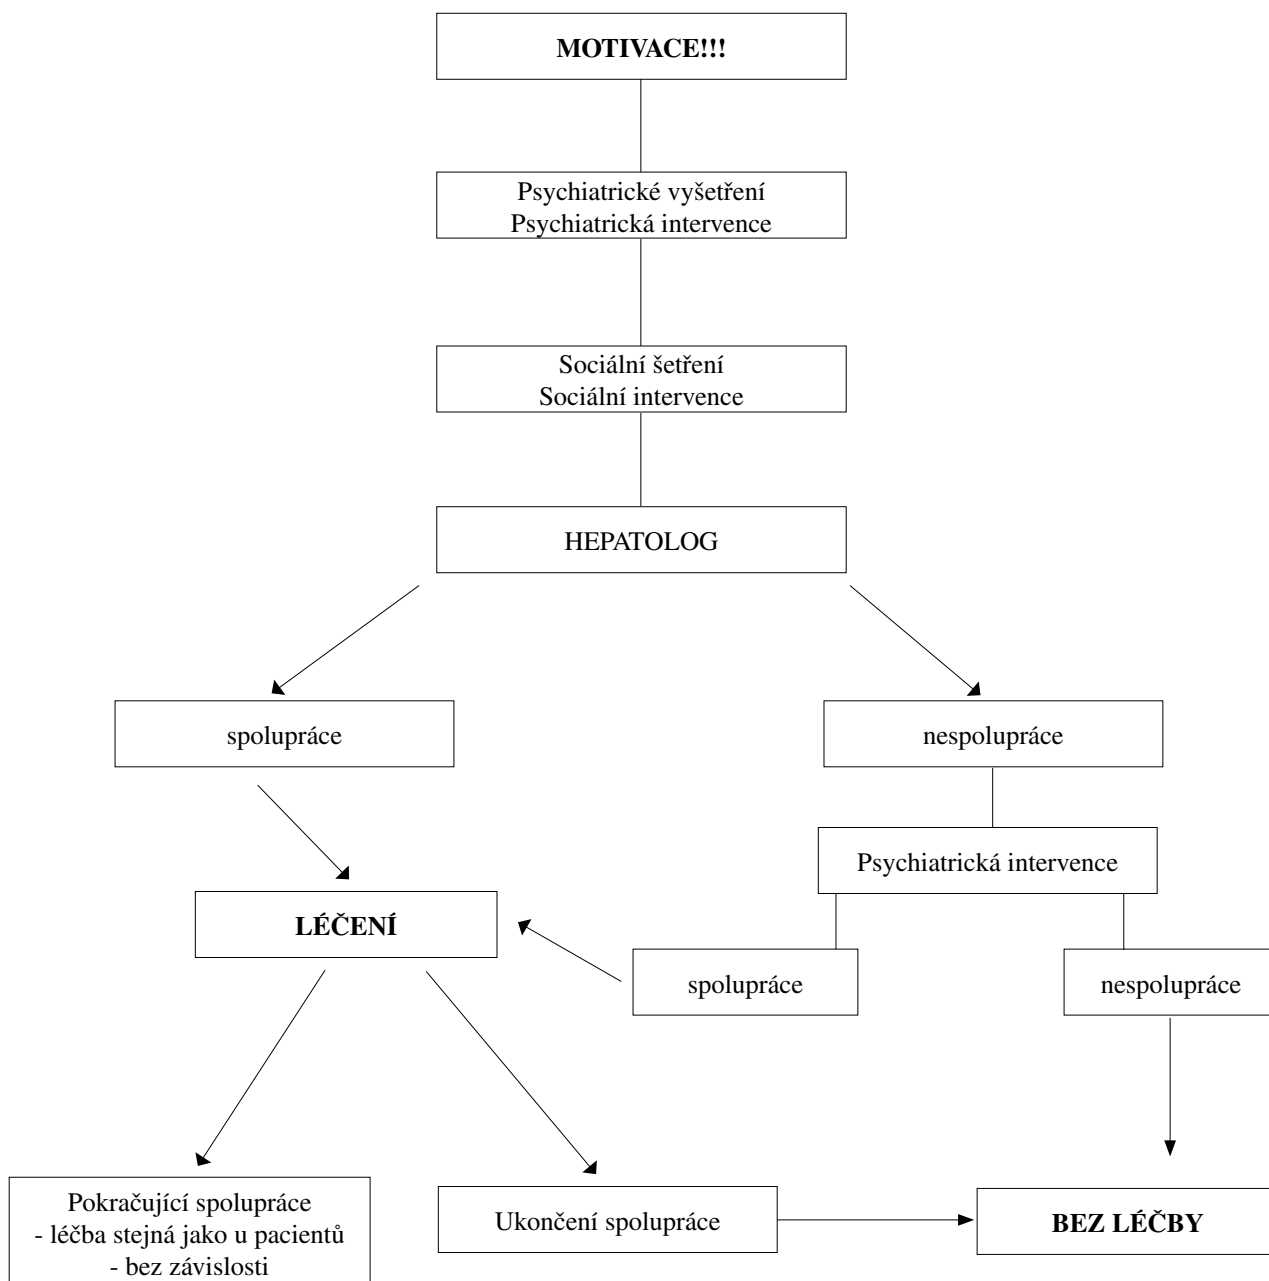 MOTIVACE!!!
Psychiatrické vyšetření
Psychiatrická intervence
Sociální šetření
Sociální intervence
HEPATOLOG
spolupráce
nespolupráce
Psychiatrická intervence
LÉČENÍ
spolupráce
nespolupráce
Pokračující spolupráce
- léčba stejná jako u pacientů
- bez závislosti
Ukončení spolupráce
BEZ LÉČBY